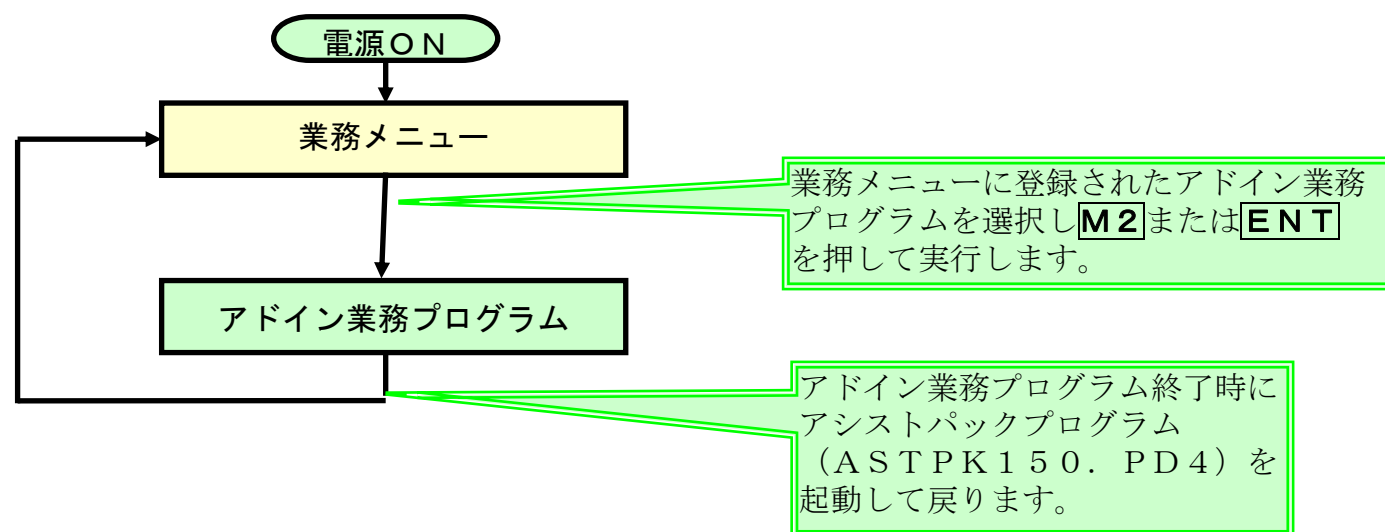 電源ＯＮ
業務メニュー
業務メニューに登録されたアドイン業務
プログラムを選択しＭ２またはＥＮＴ
を押して実行します。
アドイン業務プログラム
アドイン業務プログラム終了時に
アシストパックプログラム
（ＡＳＴＰＫ１５０．ＰＤ４）を
起動して戻ります。